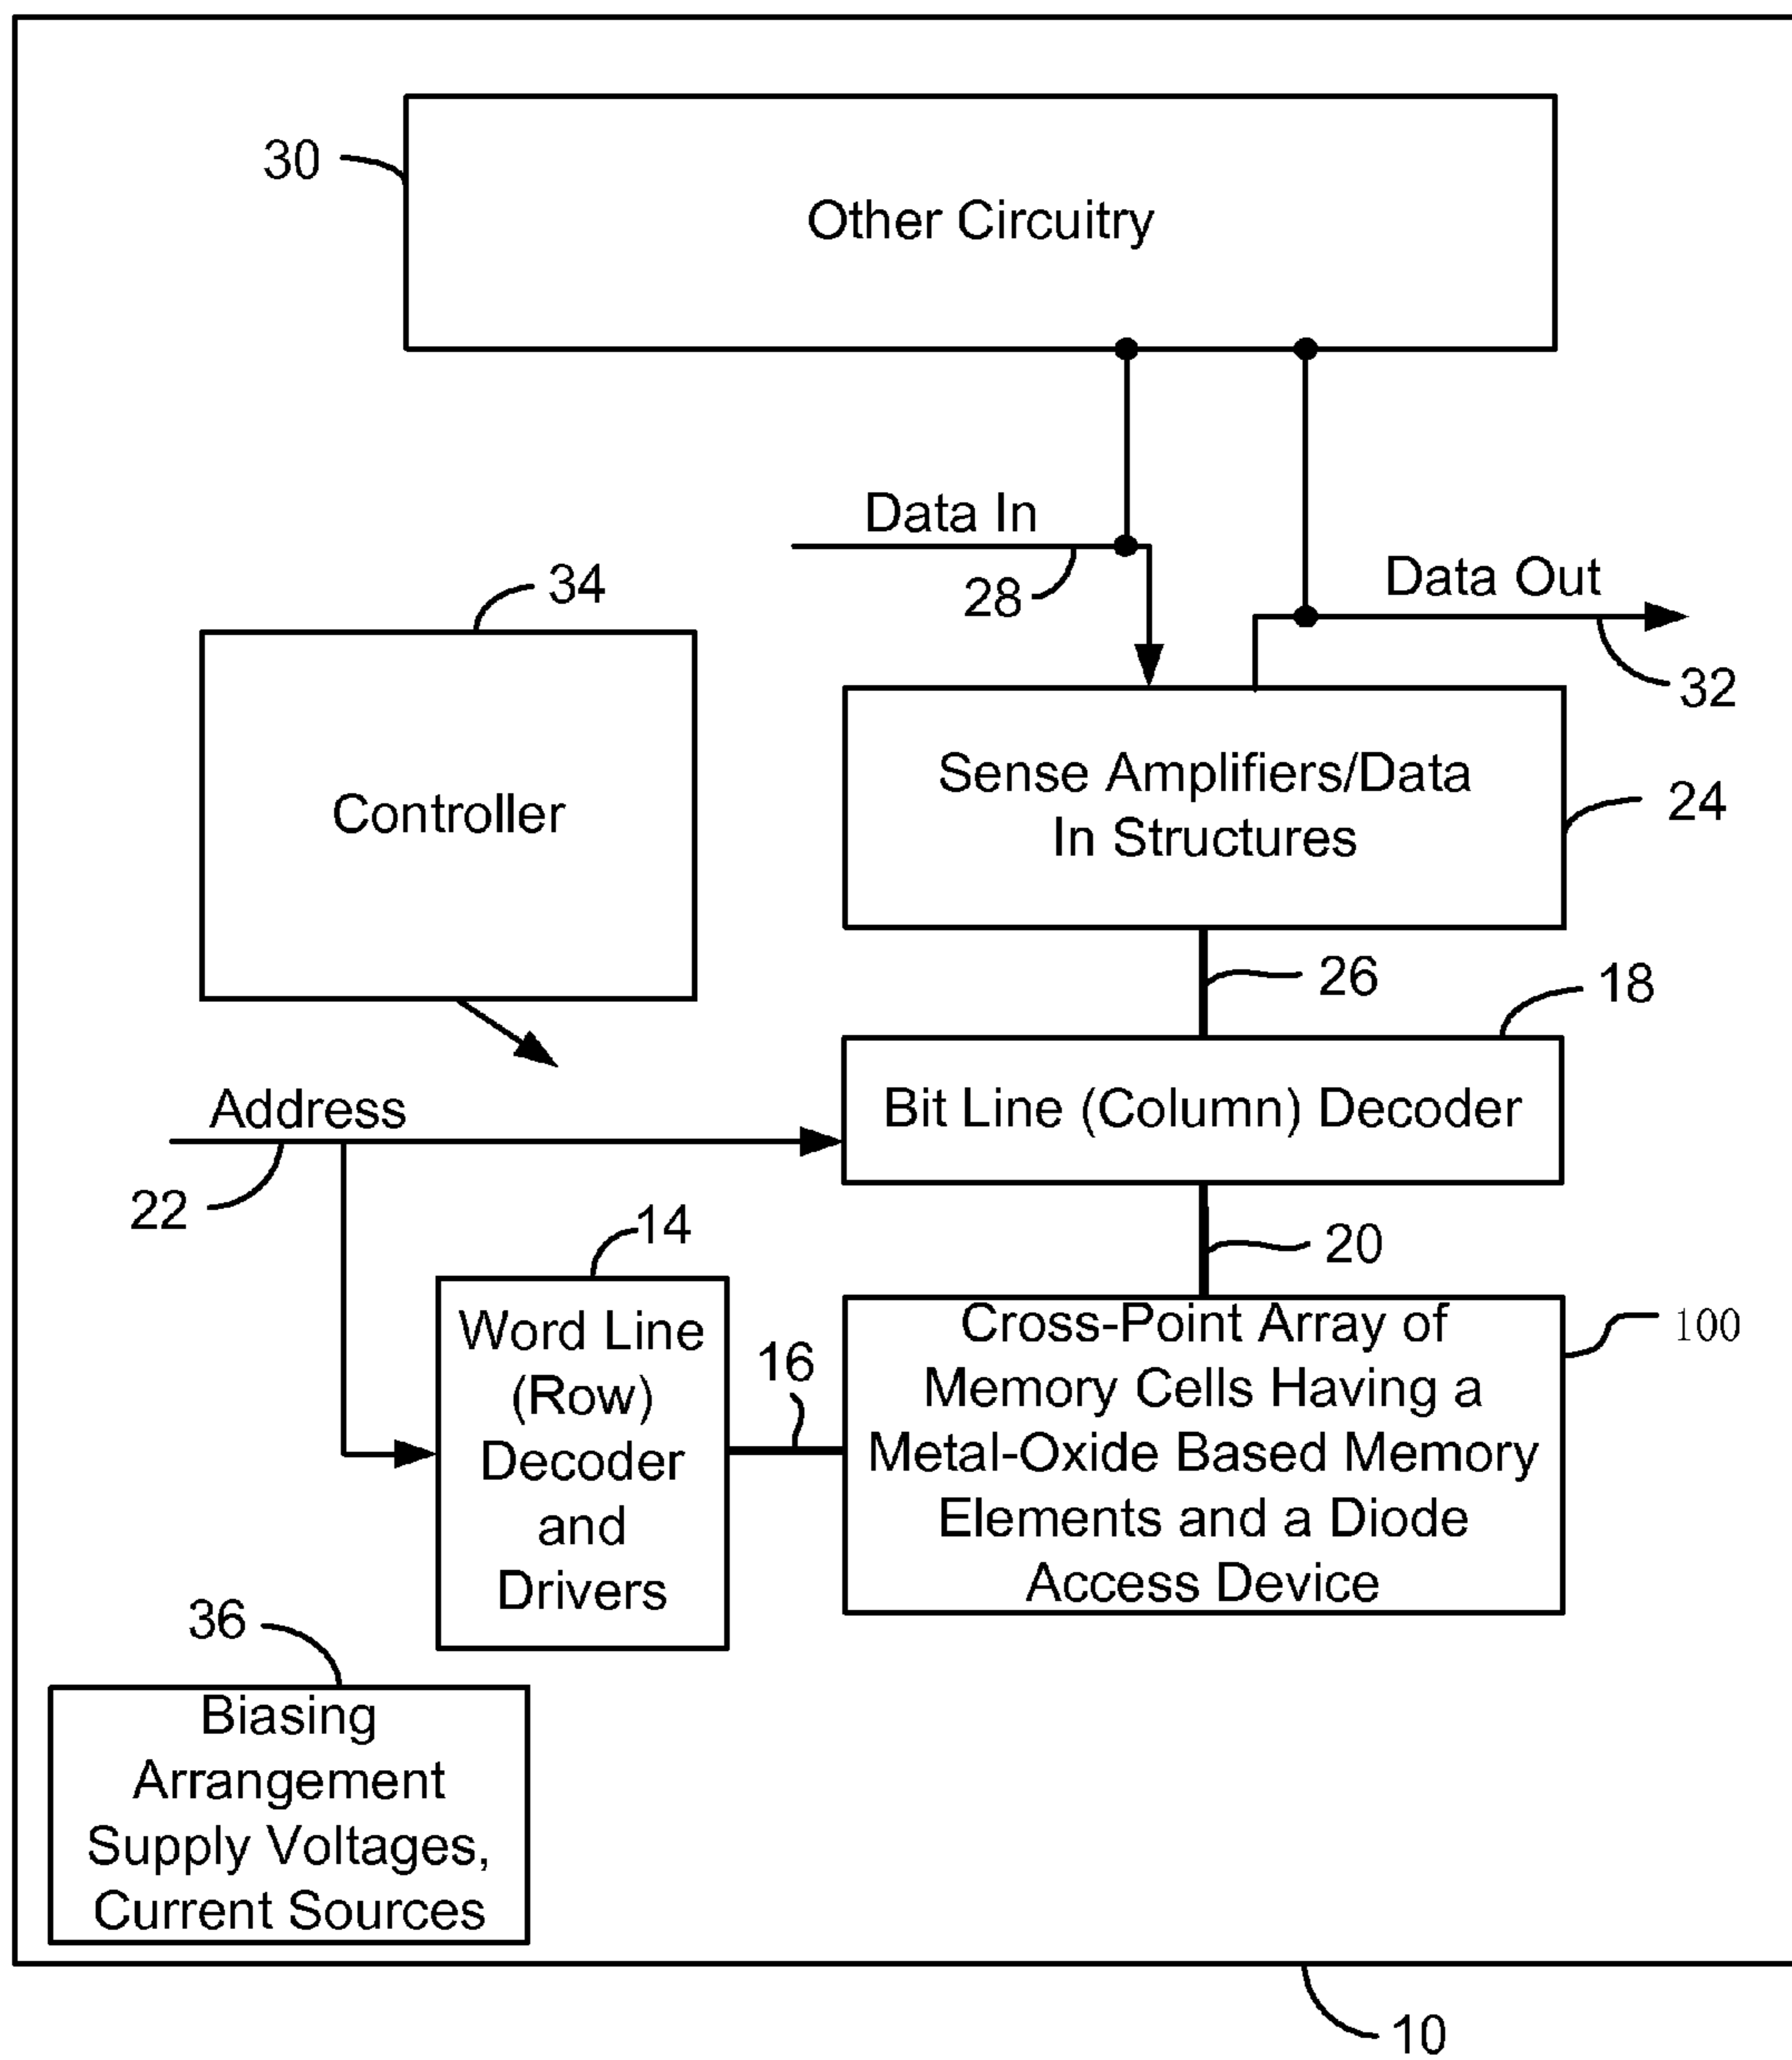 30
Other Circuitry
Data In
28
34
Data Out
32
Controller
Sense Amplifiers/Data
In Structures
24
26
18
Address
Bit Line (Column) Decoder
22
14
20
Word Line
(Row)
Decoder
and
Drivers
16
Cross-Point Array of
Memory Cells Having a
Metal-Oxide Based Memory
Elements and a Diode
Access Device
100
36
Biasing
Arrangement
Supply Voltages,
Current Sources
10